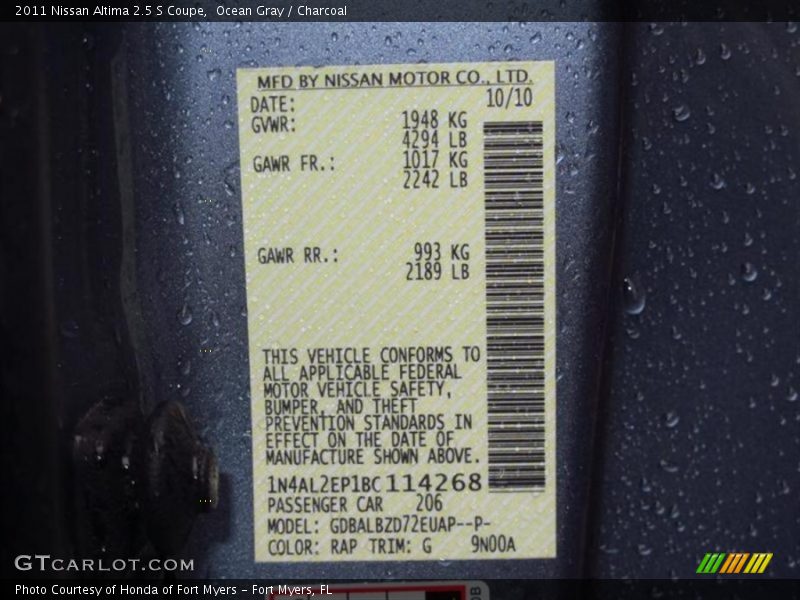 2011 Nissan Altima 2.5 S Coupe,  Ocean Gray / Charcoal
MFD BY NISSAN MOTOR CO., LTD.
DATE: 10/10
GVWR: 1948 KG
4294 LB
GAWR FR.: 1017 KG
2242 LB
GAWR RR.: 993 KG
2189 LB
THIS VEHICLE CONFORMS TO
ALL APPLICABLE FEDERAL
MOTOR VEHICLE SAFETY,
BUMPER, AND THEFT
PREVENTION STANDARDS IN
EFFECT ON THE DATE OF
MANUFACTURE SHOWN ABOVE.
1N4AL2EP1BC114268
PASSENGER CAR 206
MODEL: GDBALBZD72EUAP--P-
COLOR: RAP TRIM: G 9N00A
GTCARLOT.COM
Photo Courtesy of Honda of Fort Myers - Fort Myers, FL